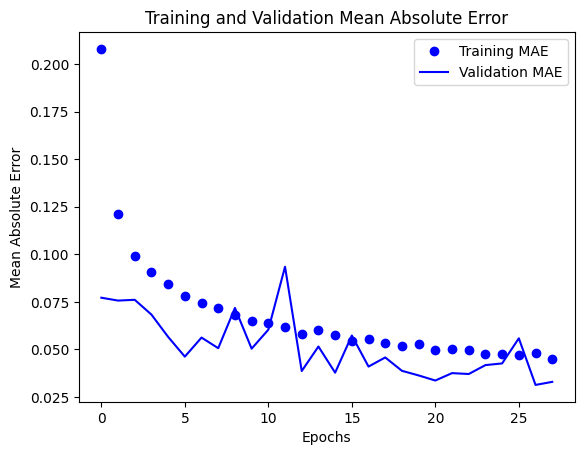 Training and Validation Mean Absolute Error
Training MAE
Validation MAE
Mean Absolute Error
0.200
0.175
0.150
0.125
0.100
0.075
0.050
0.025
0
5
10
15
20
25
Epochs